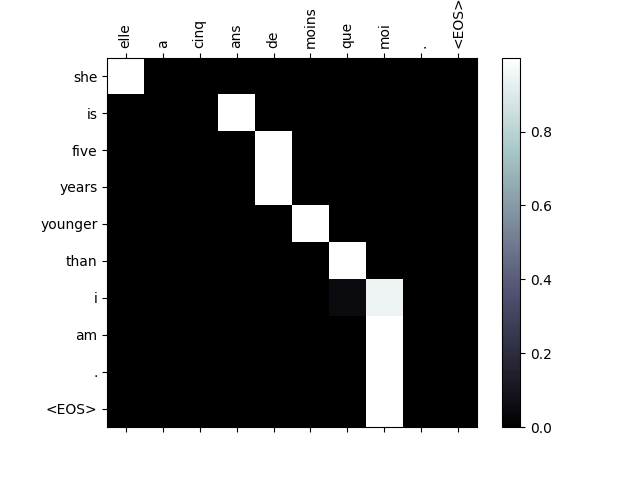 elle a cinq ans de moins que moi . <EOS>
she
is
five
years
younger
than
i
am
.
<EOS>
0.8
0.6
0.4
0.2
0.0